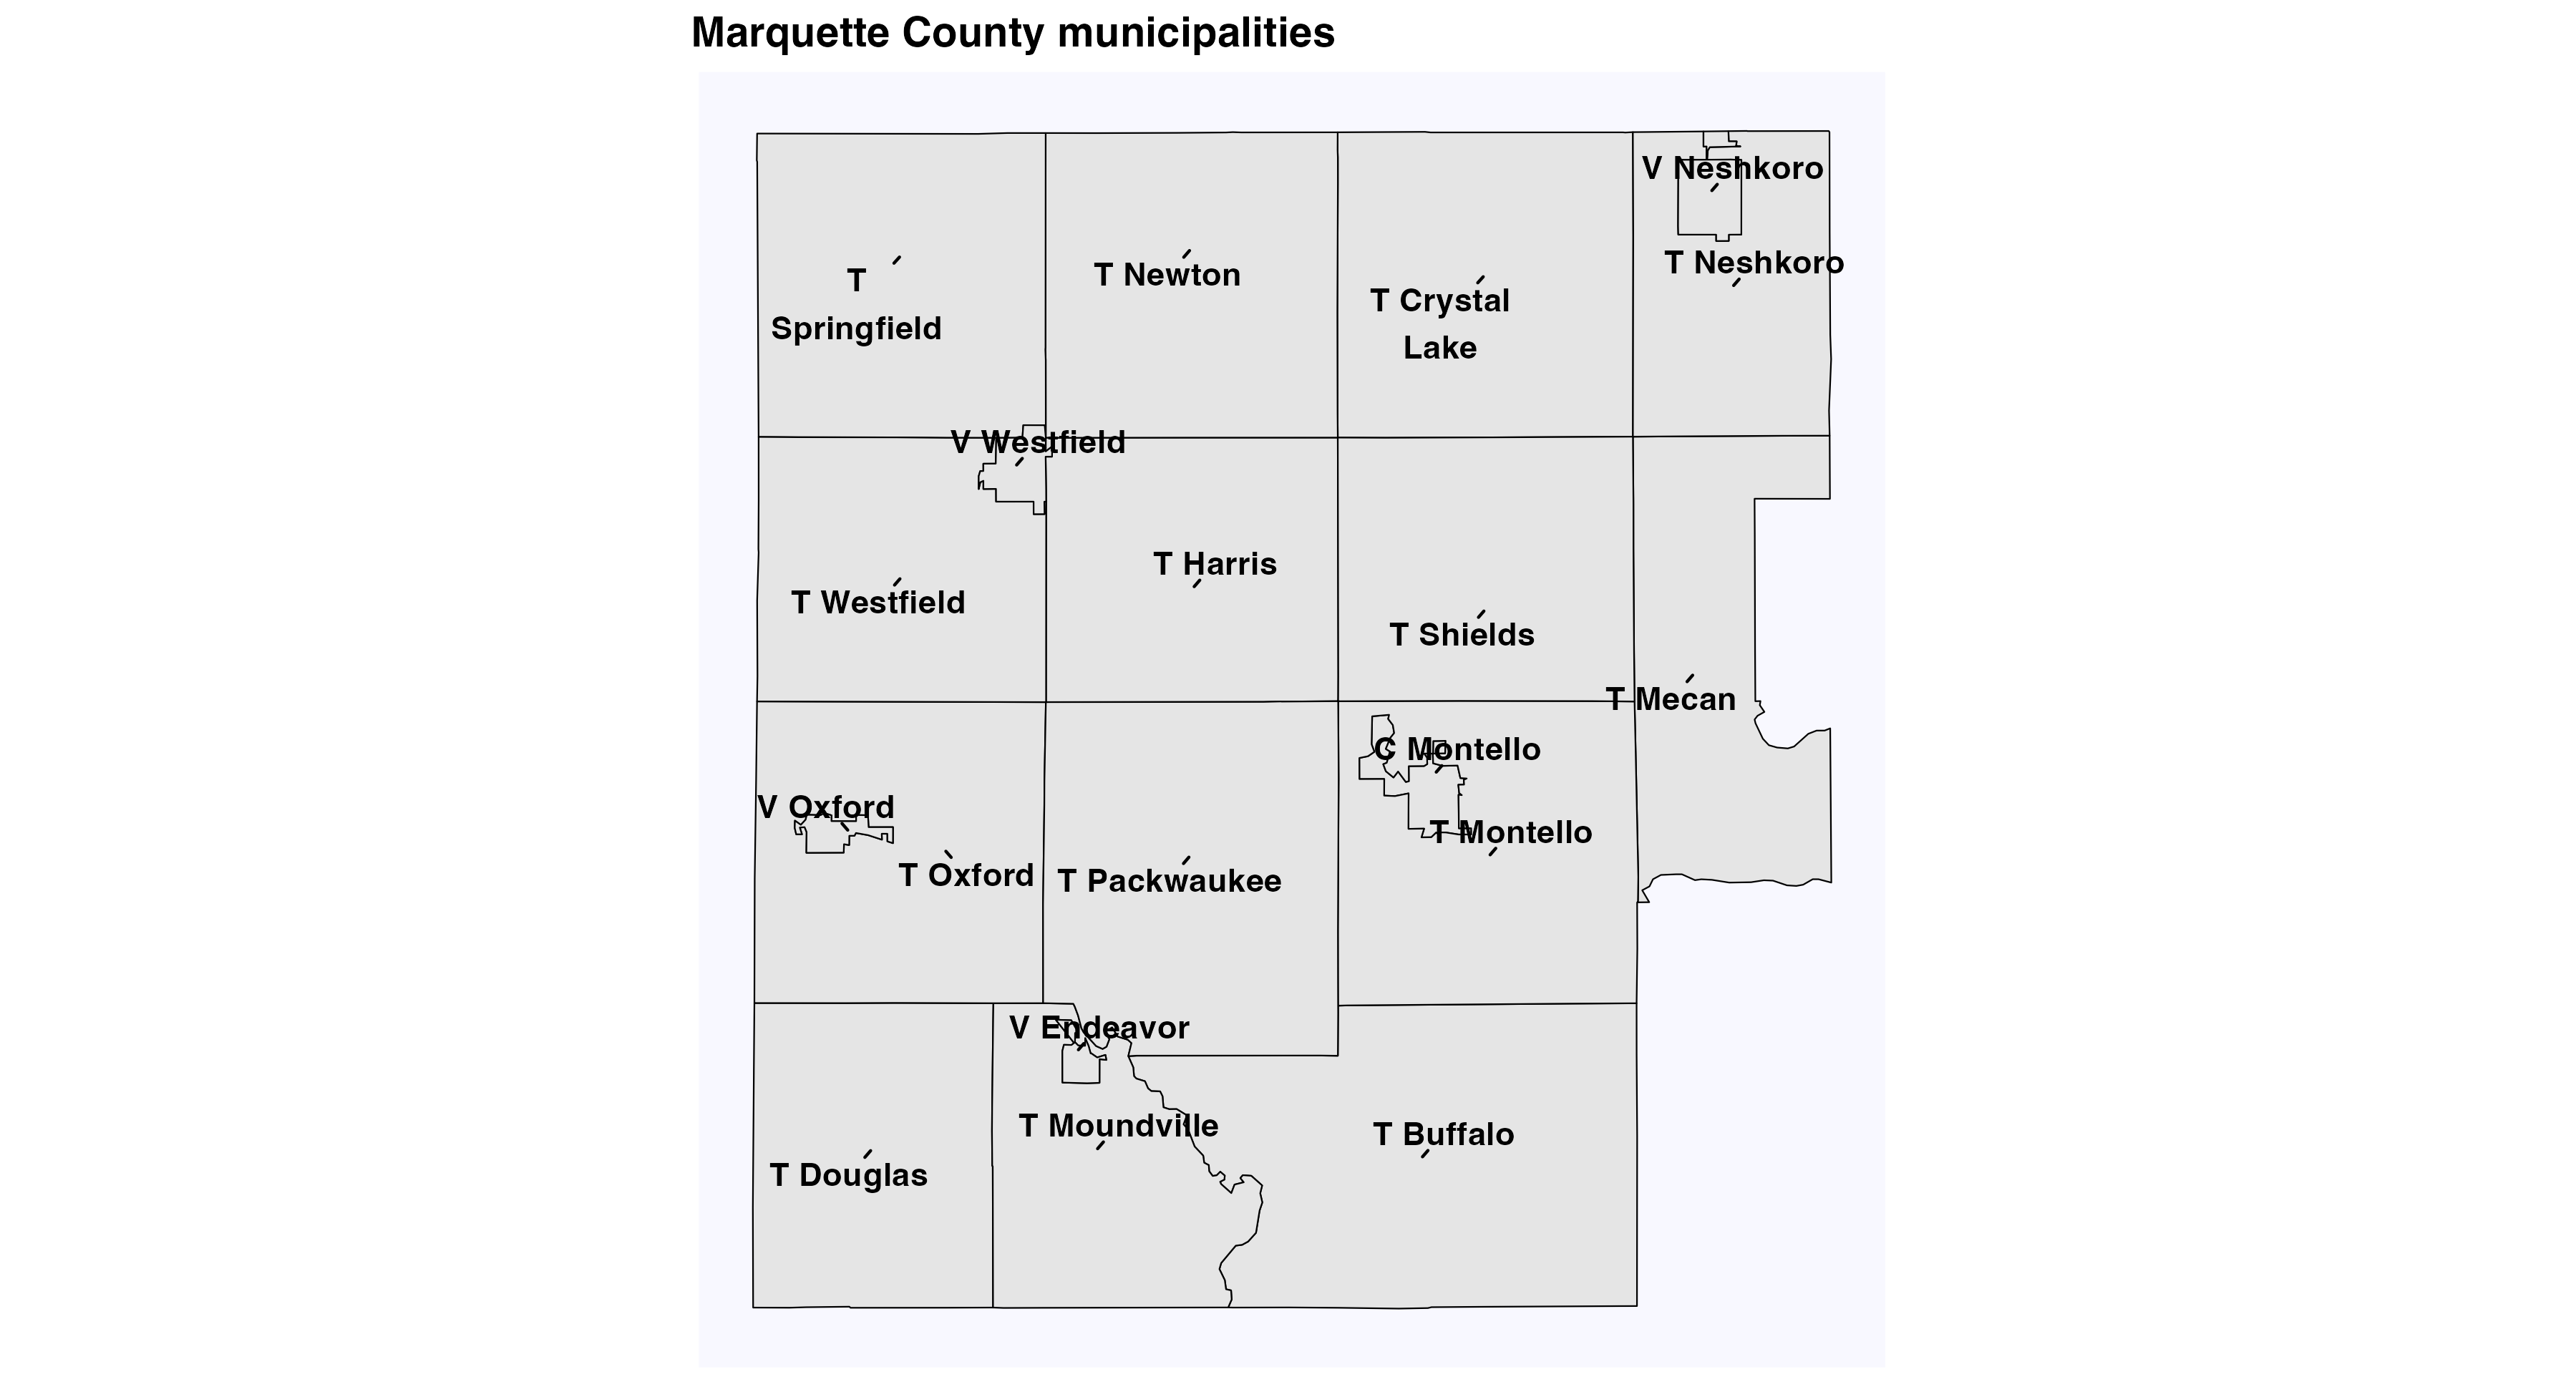 Marquette County municipalities
V Neshkoro
T Neshkoro
T
Springfield
T Newton
T Crystal
Lake
V Westfield
T Harris
T Westfield
T Shields
T Mecan
C Montello
V Oxford
T Montello
T Oxford
T Packwaukee
V Endeavor
T Moundville
T Buffalo
T Douglas